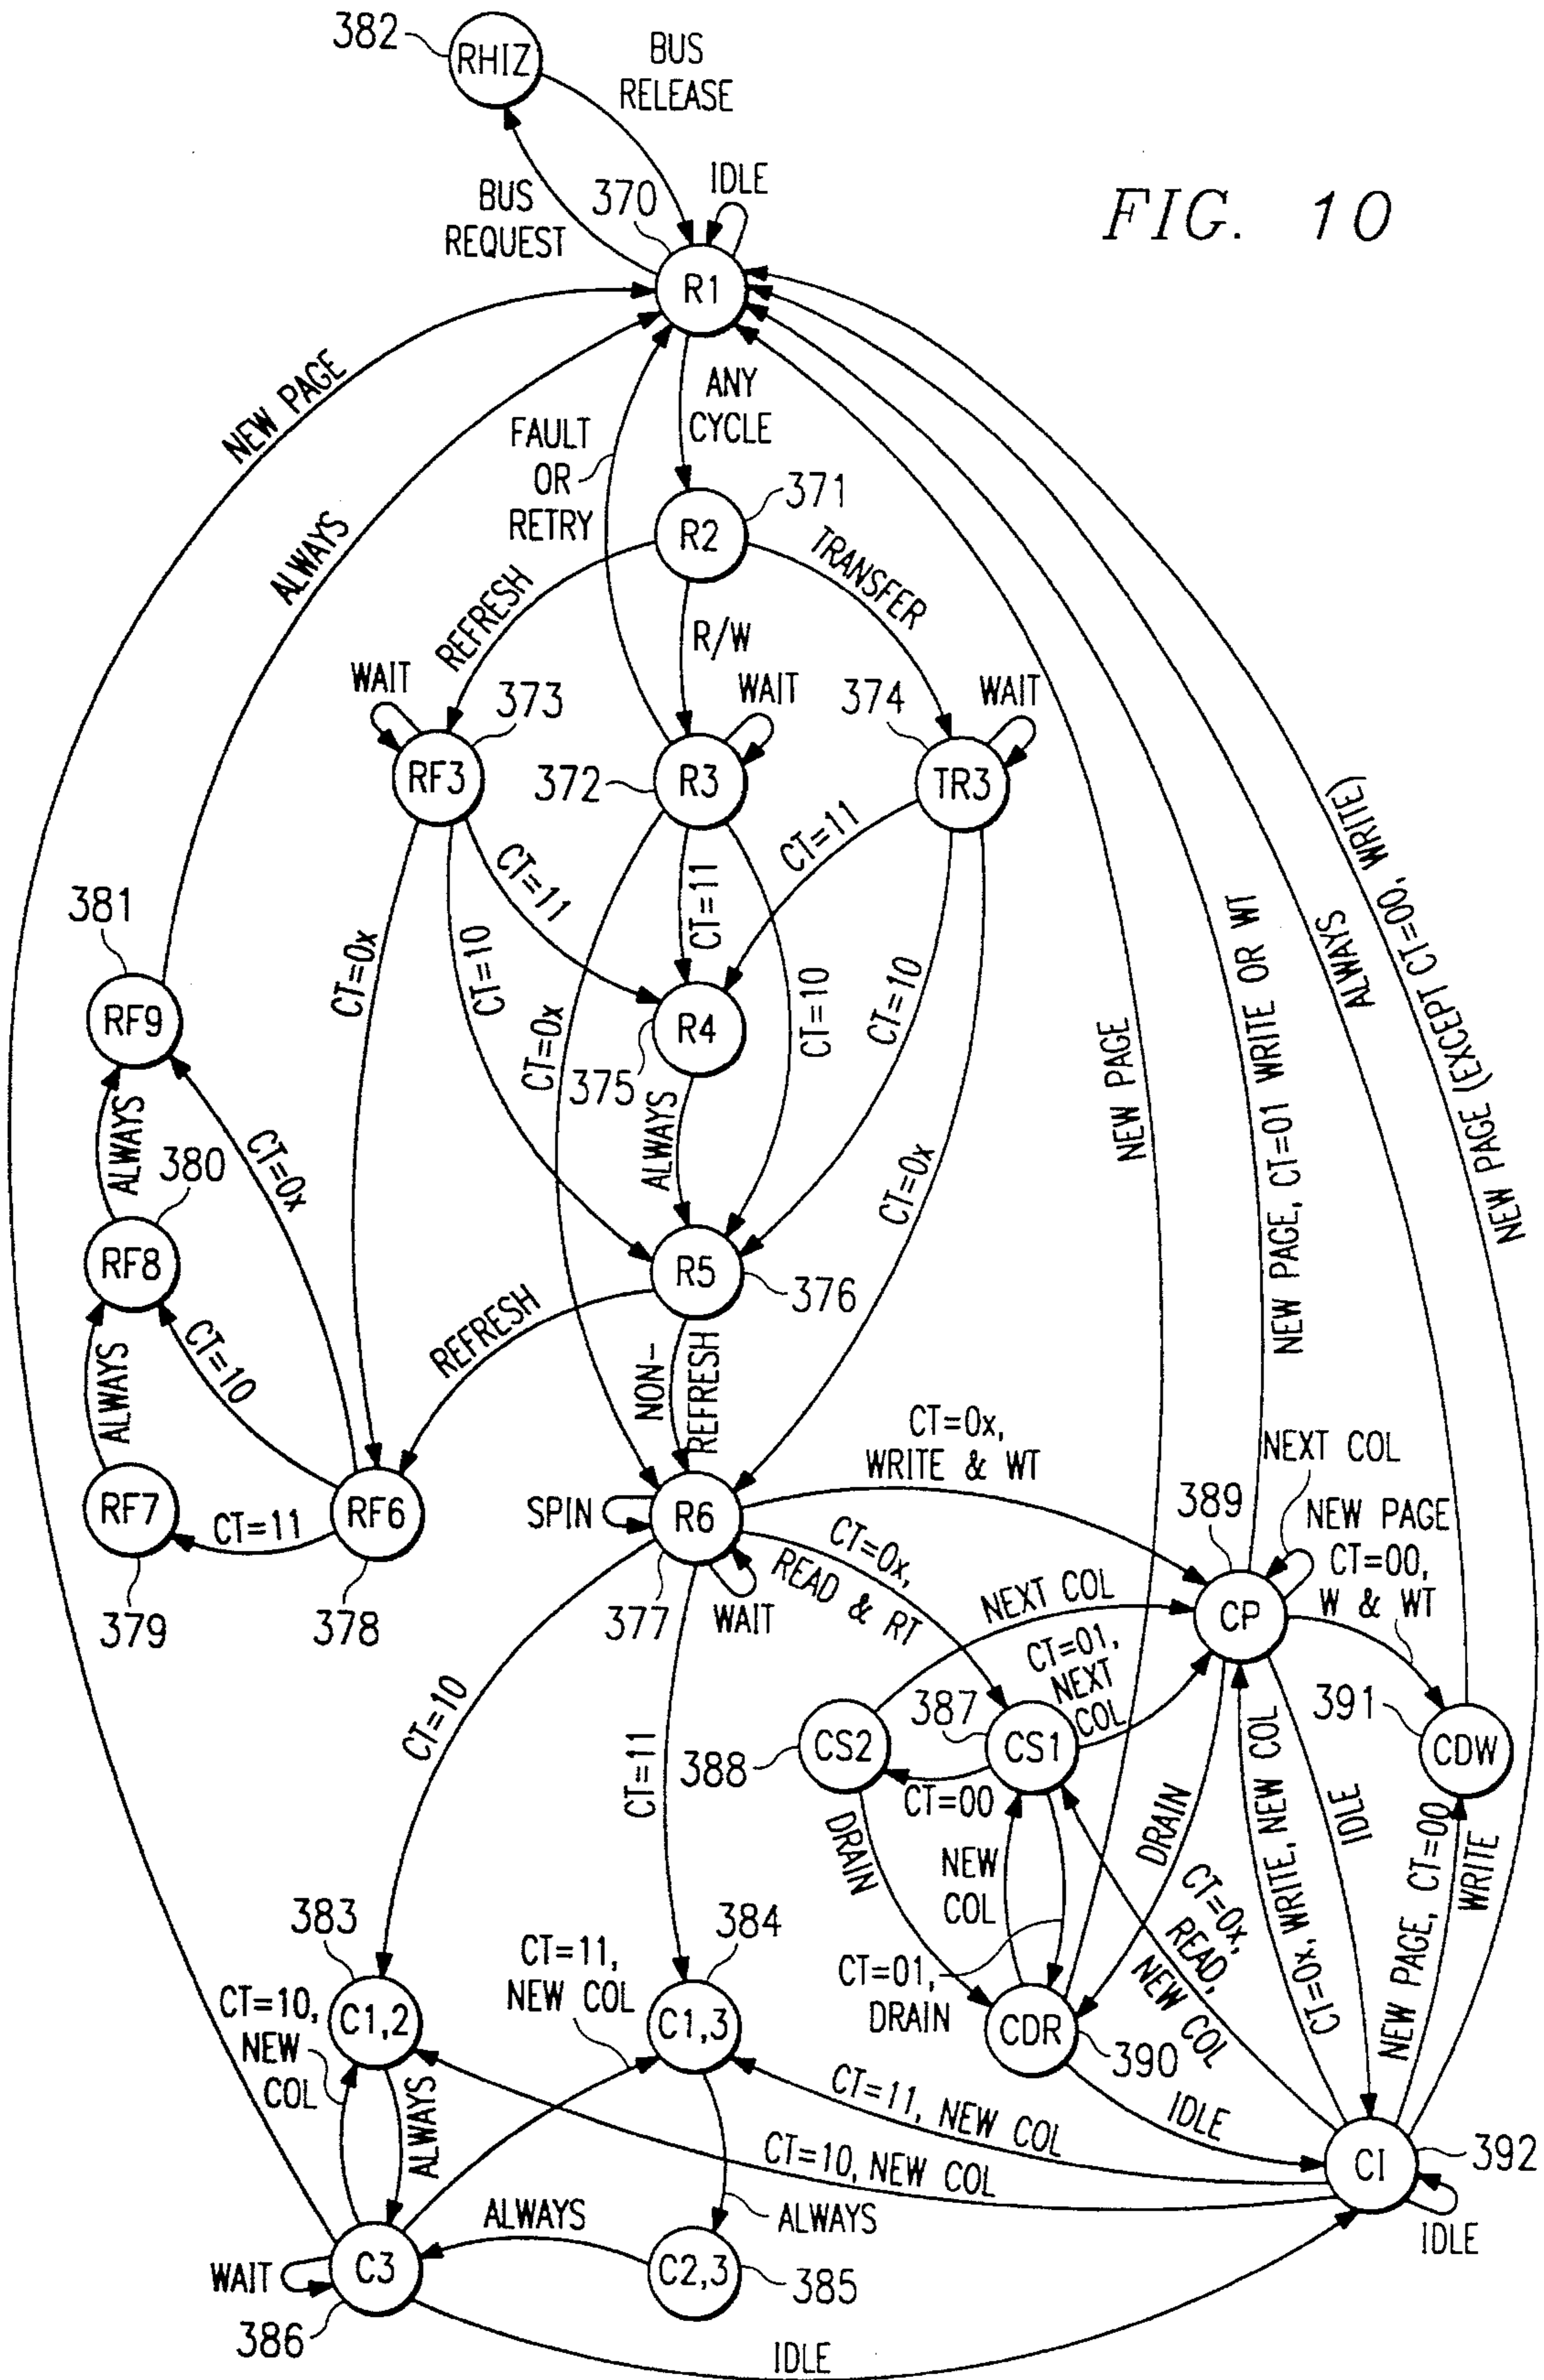 382
RHIZ
BUS
RELEASE
FIG. 10
BUS
REQUEST
370
IDLE
R1
NEW PAGE
ALWAYS
FAULT
OR
RETRY
ANY
CYCLE
R2
371
REFRESH
R/W
TRANSFER
WAIT
373
WAIT
374
WAIT
RF3
372
R3
TR3
CT=0x
CT=10
CT=11
CT=0x
CT=11
CT=10
CT=11
CT=10
CT=0x
381
RF9
R4
375
ALWAYS
NEW PAGE
NEW PAGE, CT=01 WRITE OR WT
ALWAYS
NEW PAGE (EXCEPT CT=00, WRITE)
ALWAYS
380
CT=0x
RF8
R5
376
ALWAYS
CT=10
REFRESH
NON-
REFRESH
RF7
CT=11
RF6
379
378
SPIN
R6
377
WAIT
CT=0x,
WRITE & WT
CT=0x,
READ & RT
389
NEXT COL
CP
NEW PAGE
CT=00,
W & WT
NEXT COL
CT=01,
NEXT
COL
CT=10
CT=11
388
CS2
387
CS1
CT=00
391
CDW
DRAIN
NEW
COL
CT=01,
DRAIN
DRAIN
IDLE
CT=0x,
READ,
NEW COL
CT=0x, WRITE, NEW COL
NEW PAGE, CT=00
WRITE
383
C1,2
CT=10,
NEW
COL
ALWAYS
CT=11,
NEW COL
384
C1,3
CDR
390
CT=11, NEW COL
IDLE
CT=10, NEW COL
CI
392
IDLE
ALWAYS
ALWAYS
WAIT
C3
386
C2,3
385
IDLE